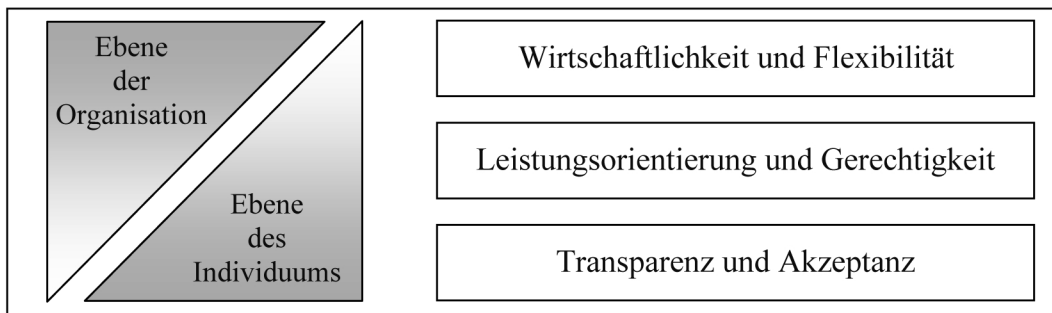 Ebene
der
Organisation
Ebene
des
Individuums
Wirtschaftlichkeit und Flexibilität
Leistungsorientierung und Gerechtigkeit
Transparenz und Akzeptanz